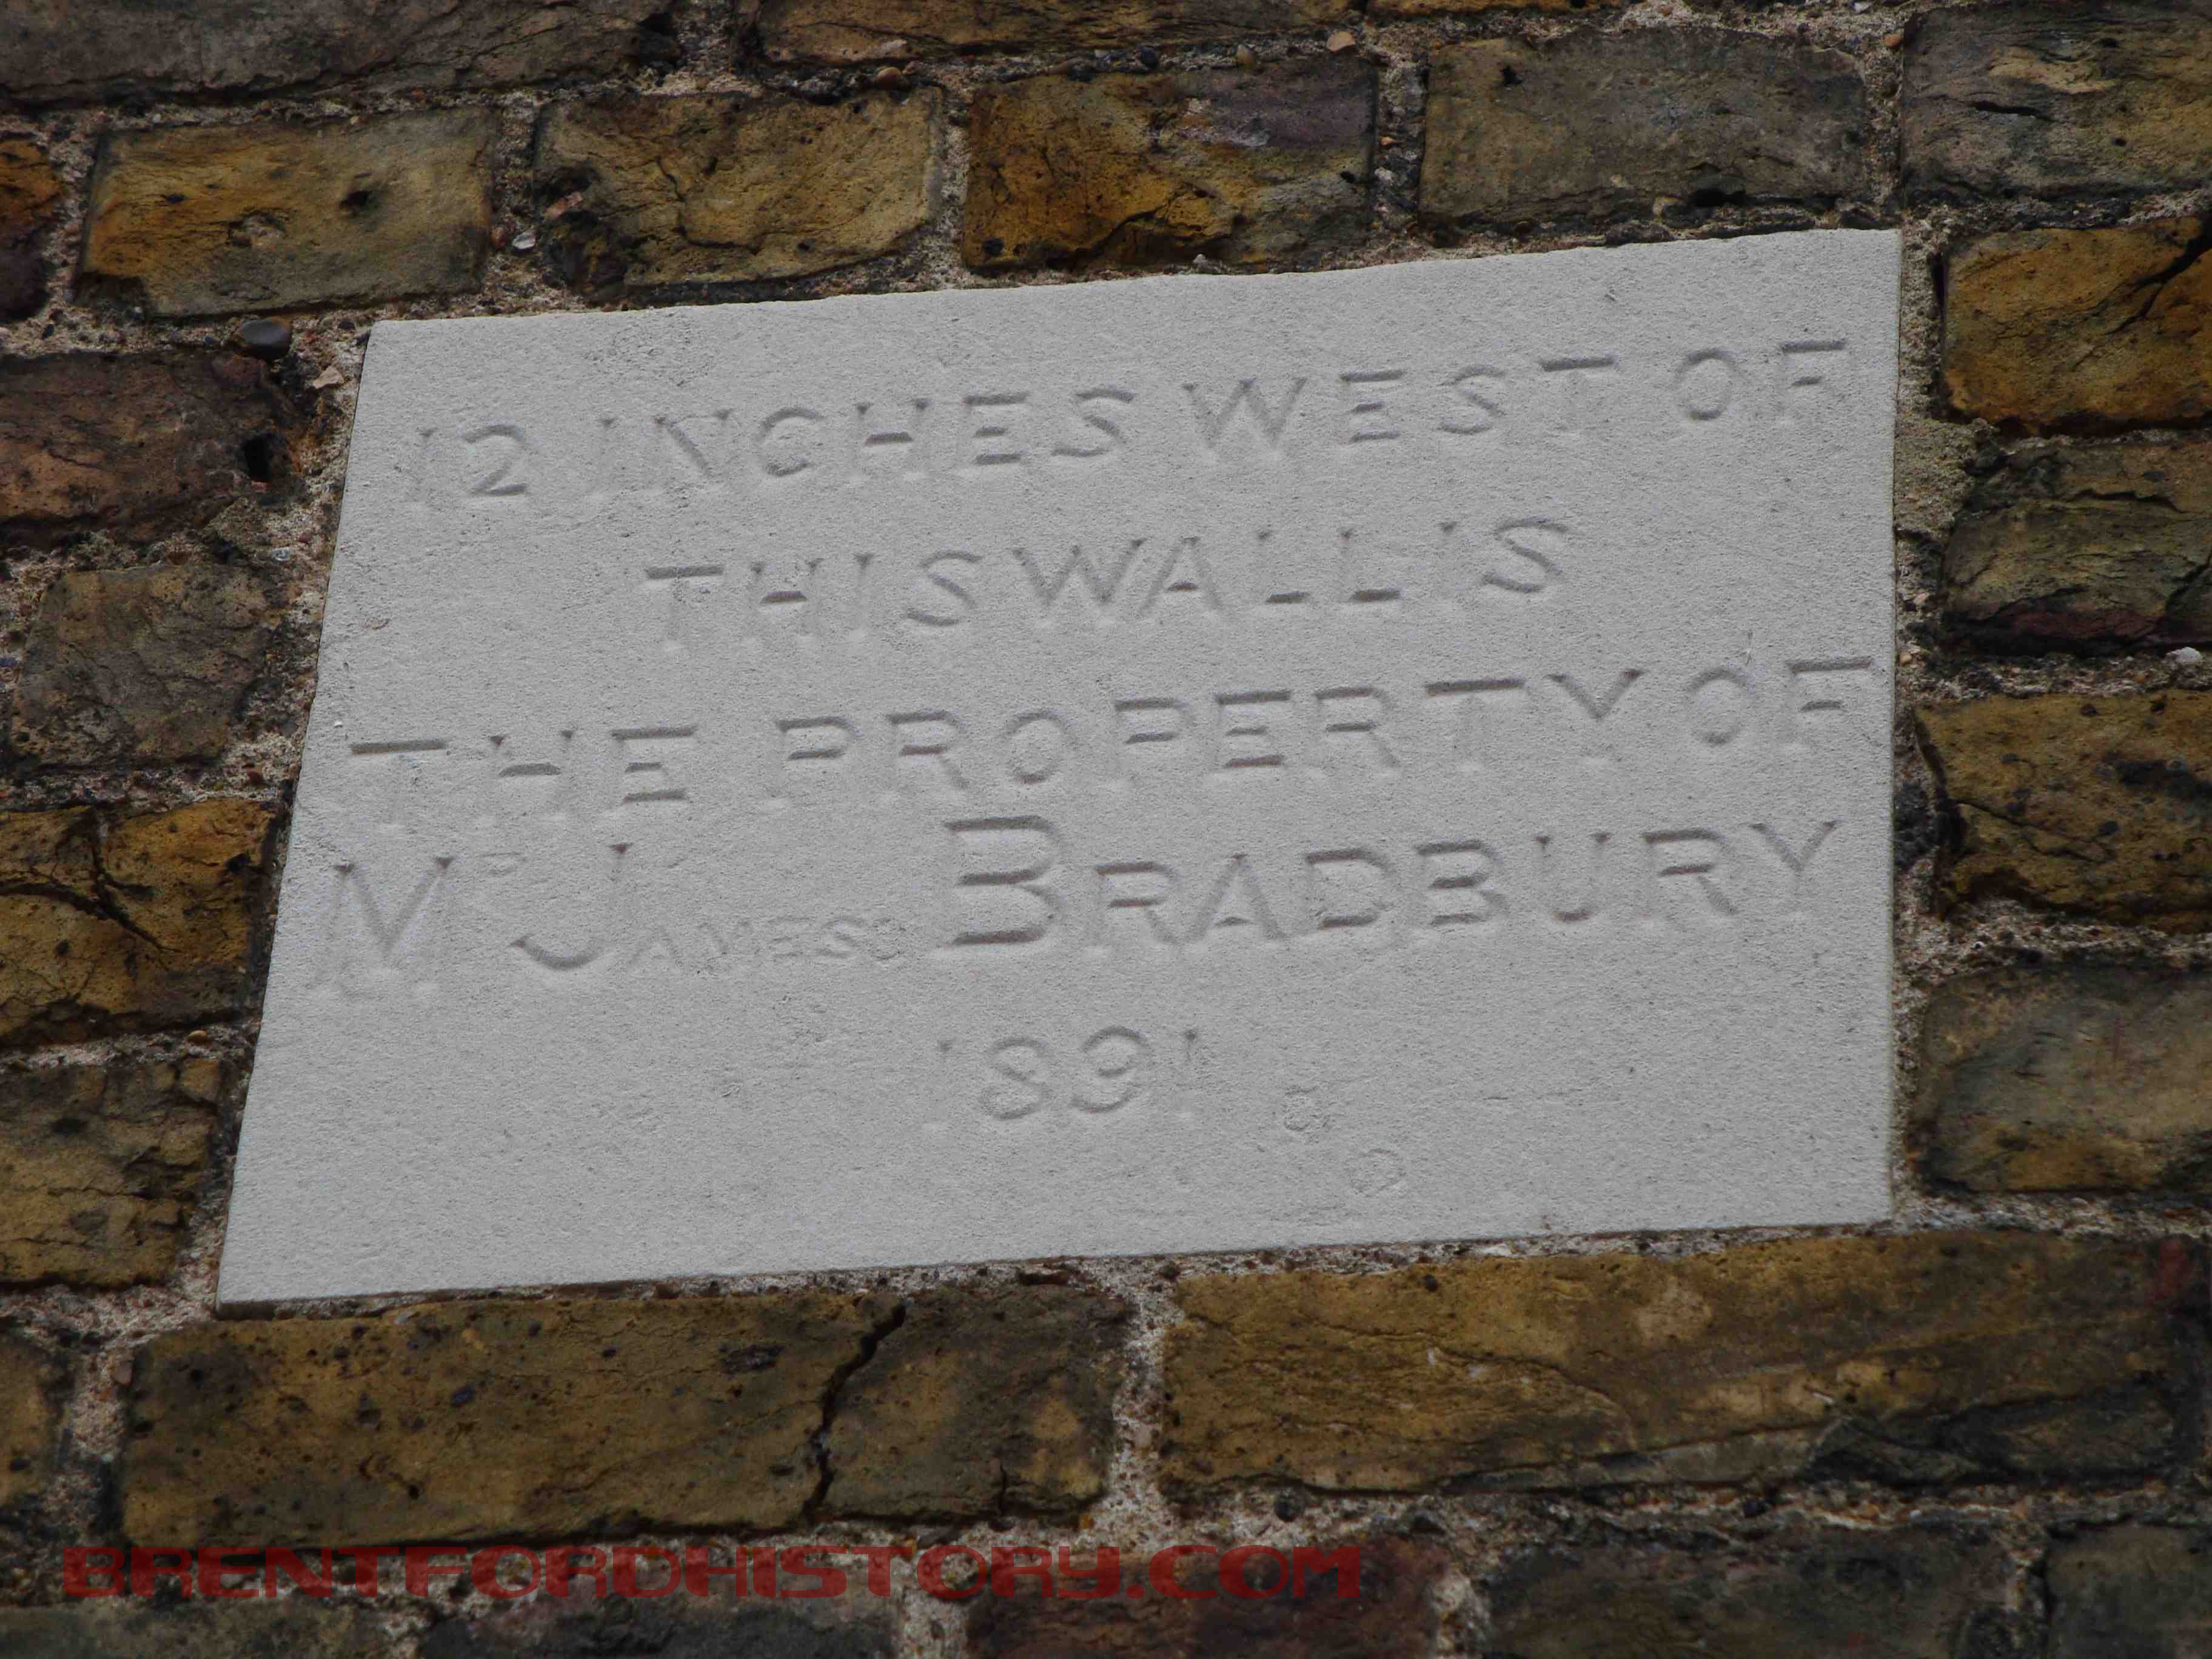 12 INCHES WEST OF
THIS WALL IS
THE PROPERTY OF
MR JAMES BRADBURY
1891
BRENTFORDHISTORY.COM